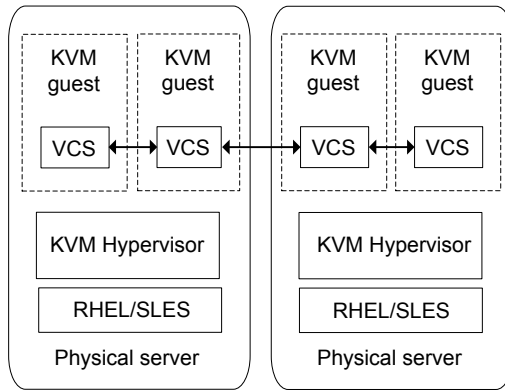 KVM
guest
KVM
guest
VCS
VCS
KVM Hypervisor
RHEL/SLES
Physical server
KVM
guest
KVM
guest
VCS
VCS
KVM Hypervisor
RHEL/SLES
Physical server